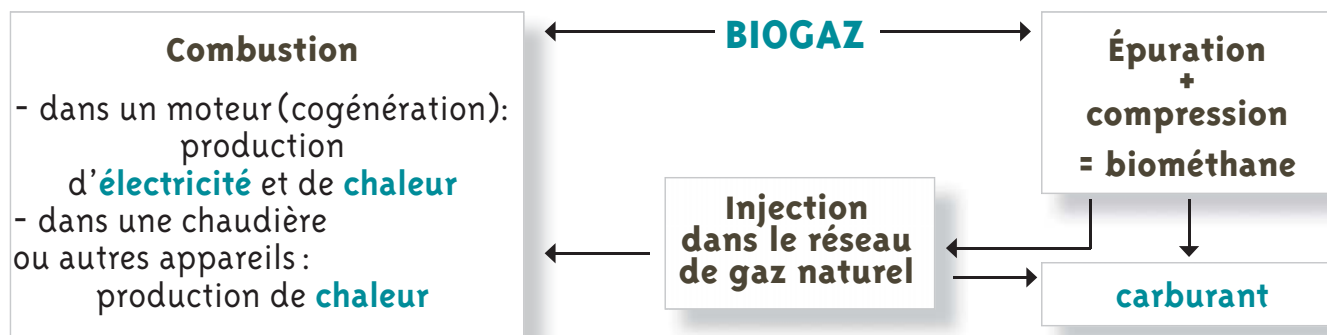 BIOGAZ
Combustion
- dans un moteur (cogénération):
production
d'électricité et de chaleur
- dans une chaudière
ou autres appareils :
production de chaleur
Épuration
+
compression
= biométhane
Injection
dans le réseau
de gaz naturel
carburant